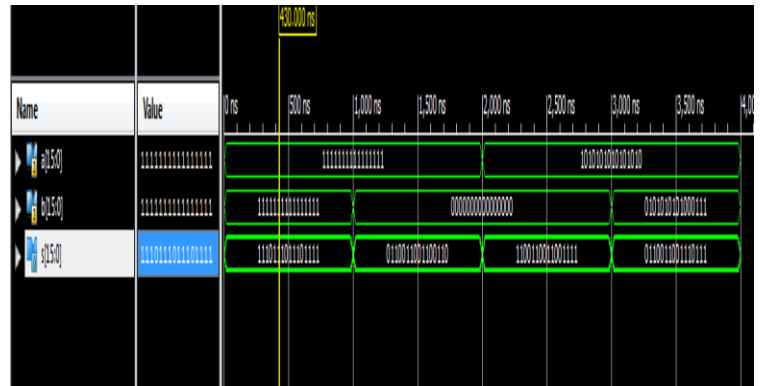 430.000 ns
Name Value 0 ns 500 ns 1,000 ns 1,500 ns 2,000 ns 2,500 ns 3,000 ns 3,500 ns 4,00
a[15:0] 1111111111111111 1111111111111111 1010101010101010
b[15:0] 1111111111111111 1111111111111111 0000000000000000 0101010101000111
s[15:0] 1110111011101111 1110111011101111 0110011001100110 1100110011001111 0110011001110111